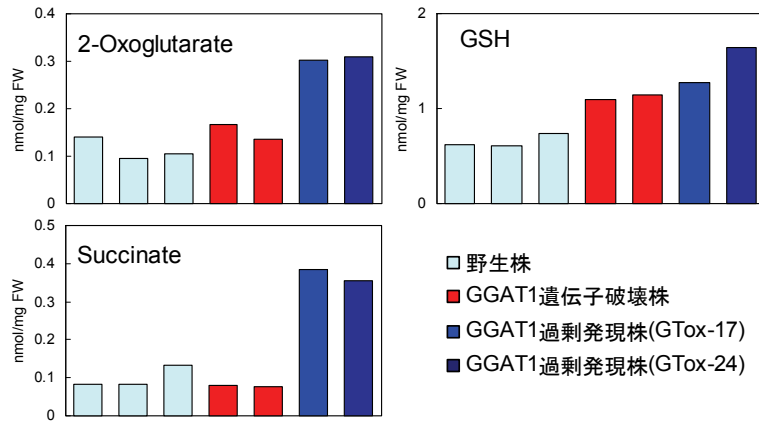 2-Oxoglutarate
nmol/mg FW
0.4
0.3
0.2
0.1
0
GSH
nmol/mg FW
2
1
0
Succinate
nmol/mg FW
0.5
0.4
0.3
0.2
0.1
0
野生株
GGAT1遺伝子破壊株
GGAT1過剰発現株(GTox-17)
GGAT1過剰発現株(GTox-24)